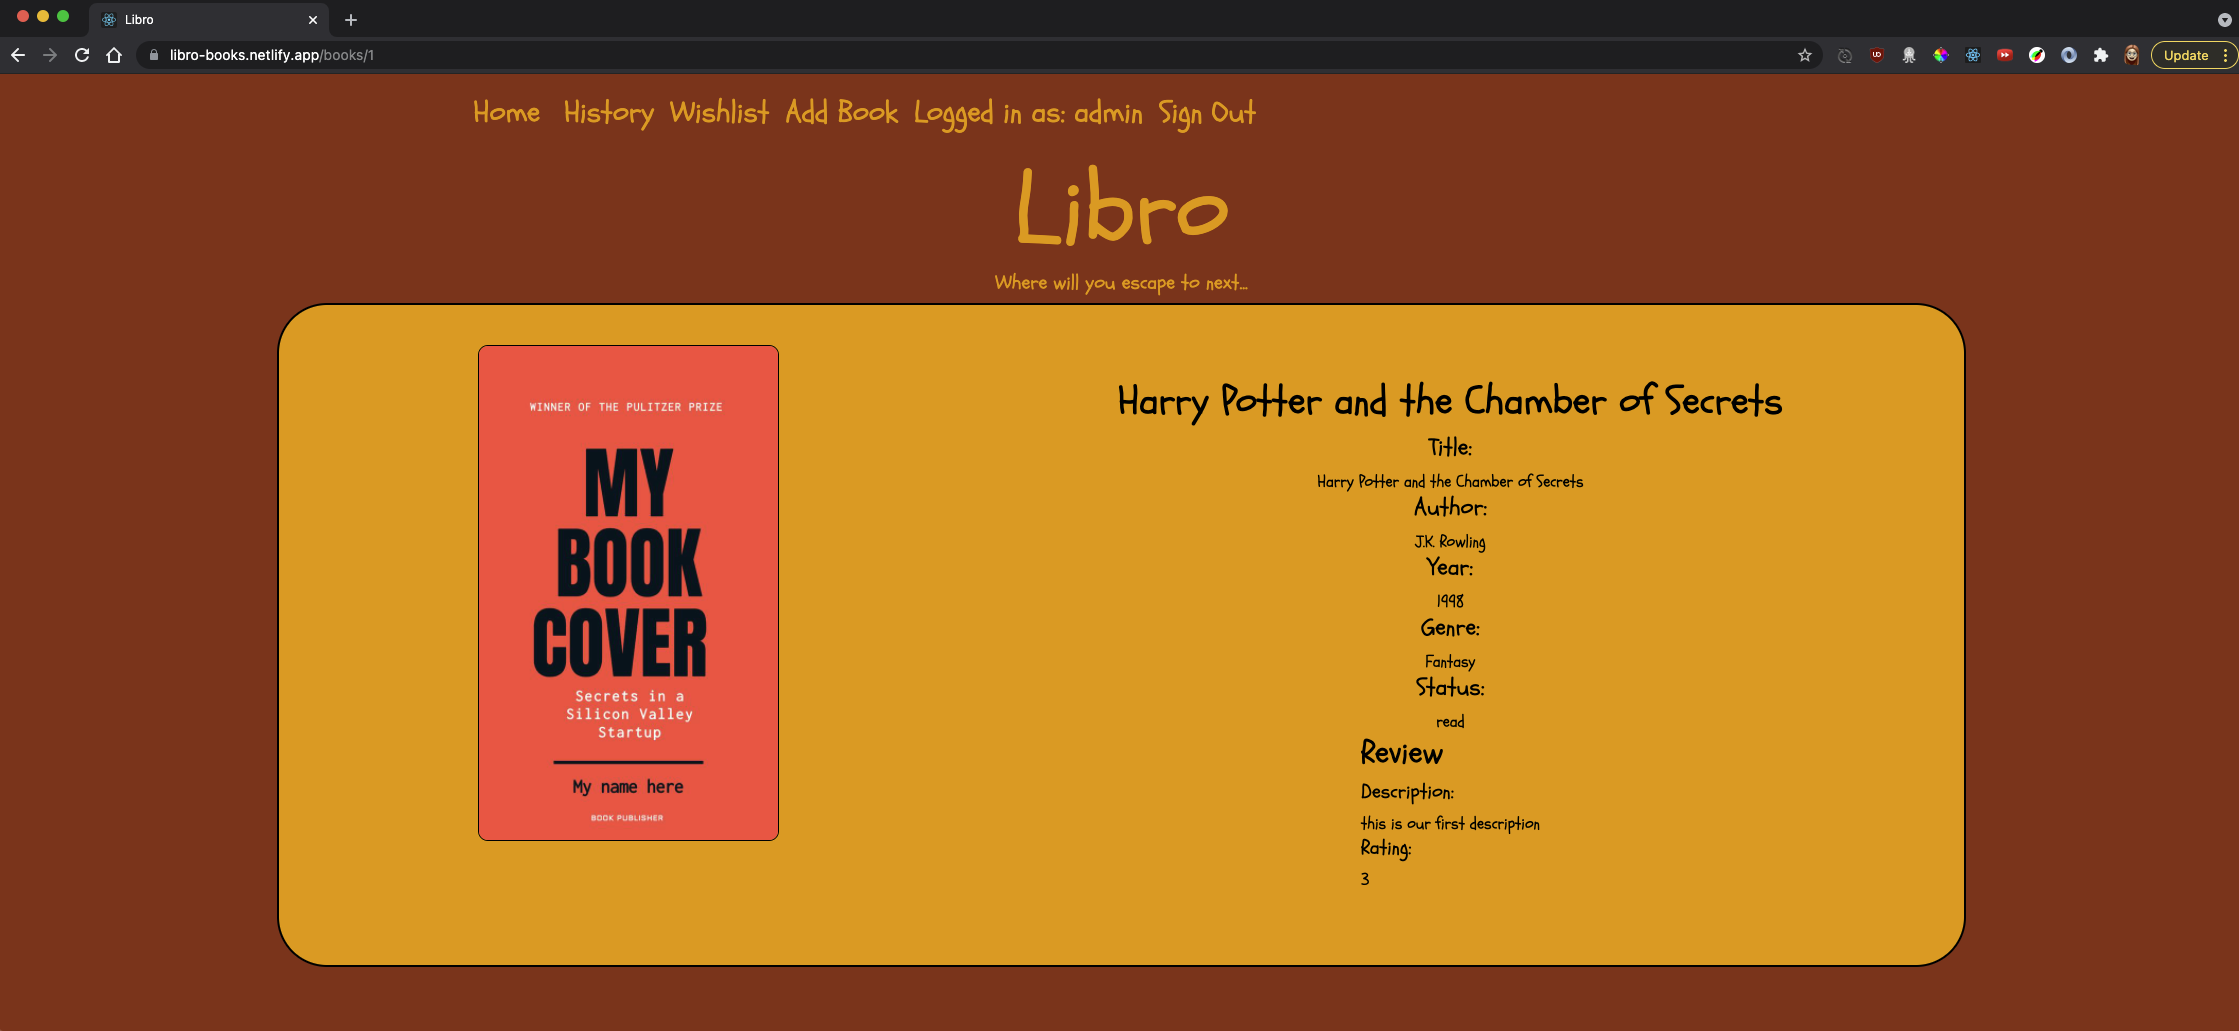 Libro
libro-books.netlify.app/books/1
Update
Home History Wishlist Add Book Logged in as: admin Sign Out
Libro
Where will you escape to next...
WINNER OF THE PULITZER PRIZE
MY
BOOK
COVER
Secrets in a
Silicon Valley
Startup
My name here
BOOK PUBLISHER
Harry Potter and the Chamber of Secrets
Title:
Harry Potter and the Chamber of Secrets
Author:
J.K. Rowling
Year:
1998
Genre:
Fantasy
Status:
read
Review
Description:
this is our first description
Rating:
3